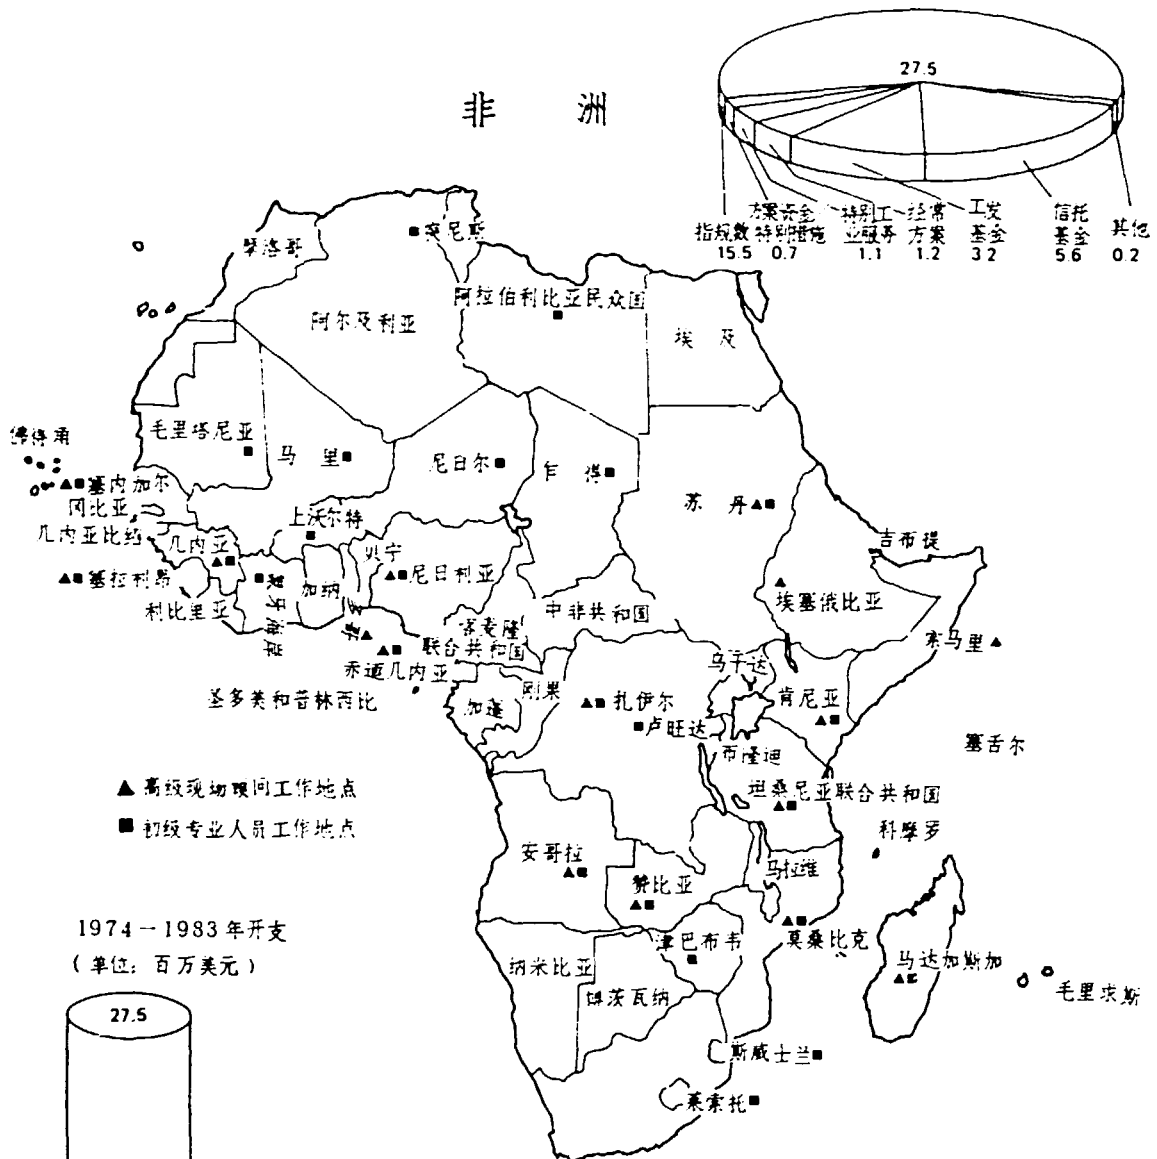 非 洲
27.5
指规数
15.5
方案资金
特别措施
0.7
特别工
业服务
1.1
经常
方案
1.2
工发
基金
3.2
信托
基金
5.6
其他
0.2
摩洛哥
突尼斯
阿拉伯利比亚民众国
阿尔及利亚
埃及
毛里塔尼亚
马里
尼日尔
乍得
苏丹
佛得角
塞内加尔
冈比亚
几内亚比绍
几内亚
上沃尔特
贝宁
尼日利亚
吉布提
塞拉利昂
利比里亚
象牙海岸
加纳
多哥
中非共和国
埃塞俄比亚
喀麦隆
联合共和国
索马里
赤道几内亚
圣多美和普林西比
加蓬
刚果
扎伊尔
乌干达
肯尼亚
卢旺达
布隆迪
塞舌尔
坦桑尼亚联合共和国
科摩罗
▲ 高级现场顾问工作地点
■ 初级专业人员工作地点
安哥拉
赞比亚
马拉维
莫桑比克
津巴布韦
马达加斯加
毛里求斯
纳米比亚
博茨瓦纳
斯威士兰
莱索托
1974－1983年开支
(单位：百万美元)
27.5